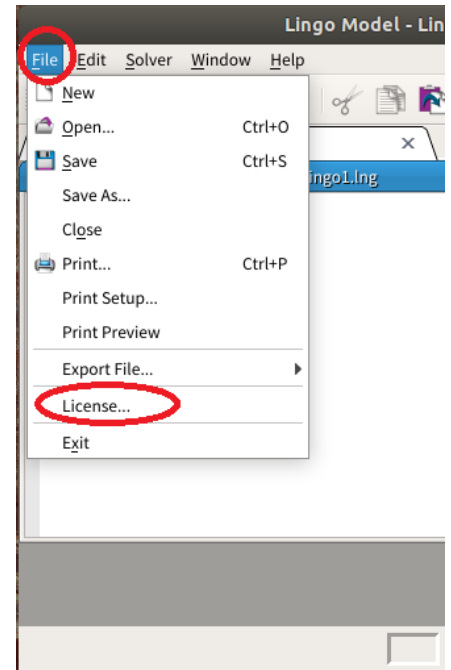 Lingo Model - Lin
File Edit Solver Window Help
New
Open... Ctrl+O
Save Ctrl+S
ingo1.lng
Save As...
Close
Print... Ctrl+P
Print Setup...
Print Preview
Export File...
License...
Exit